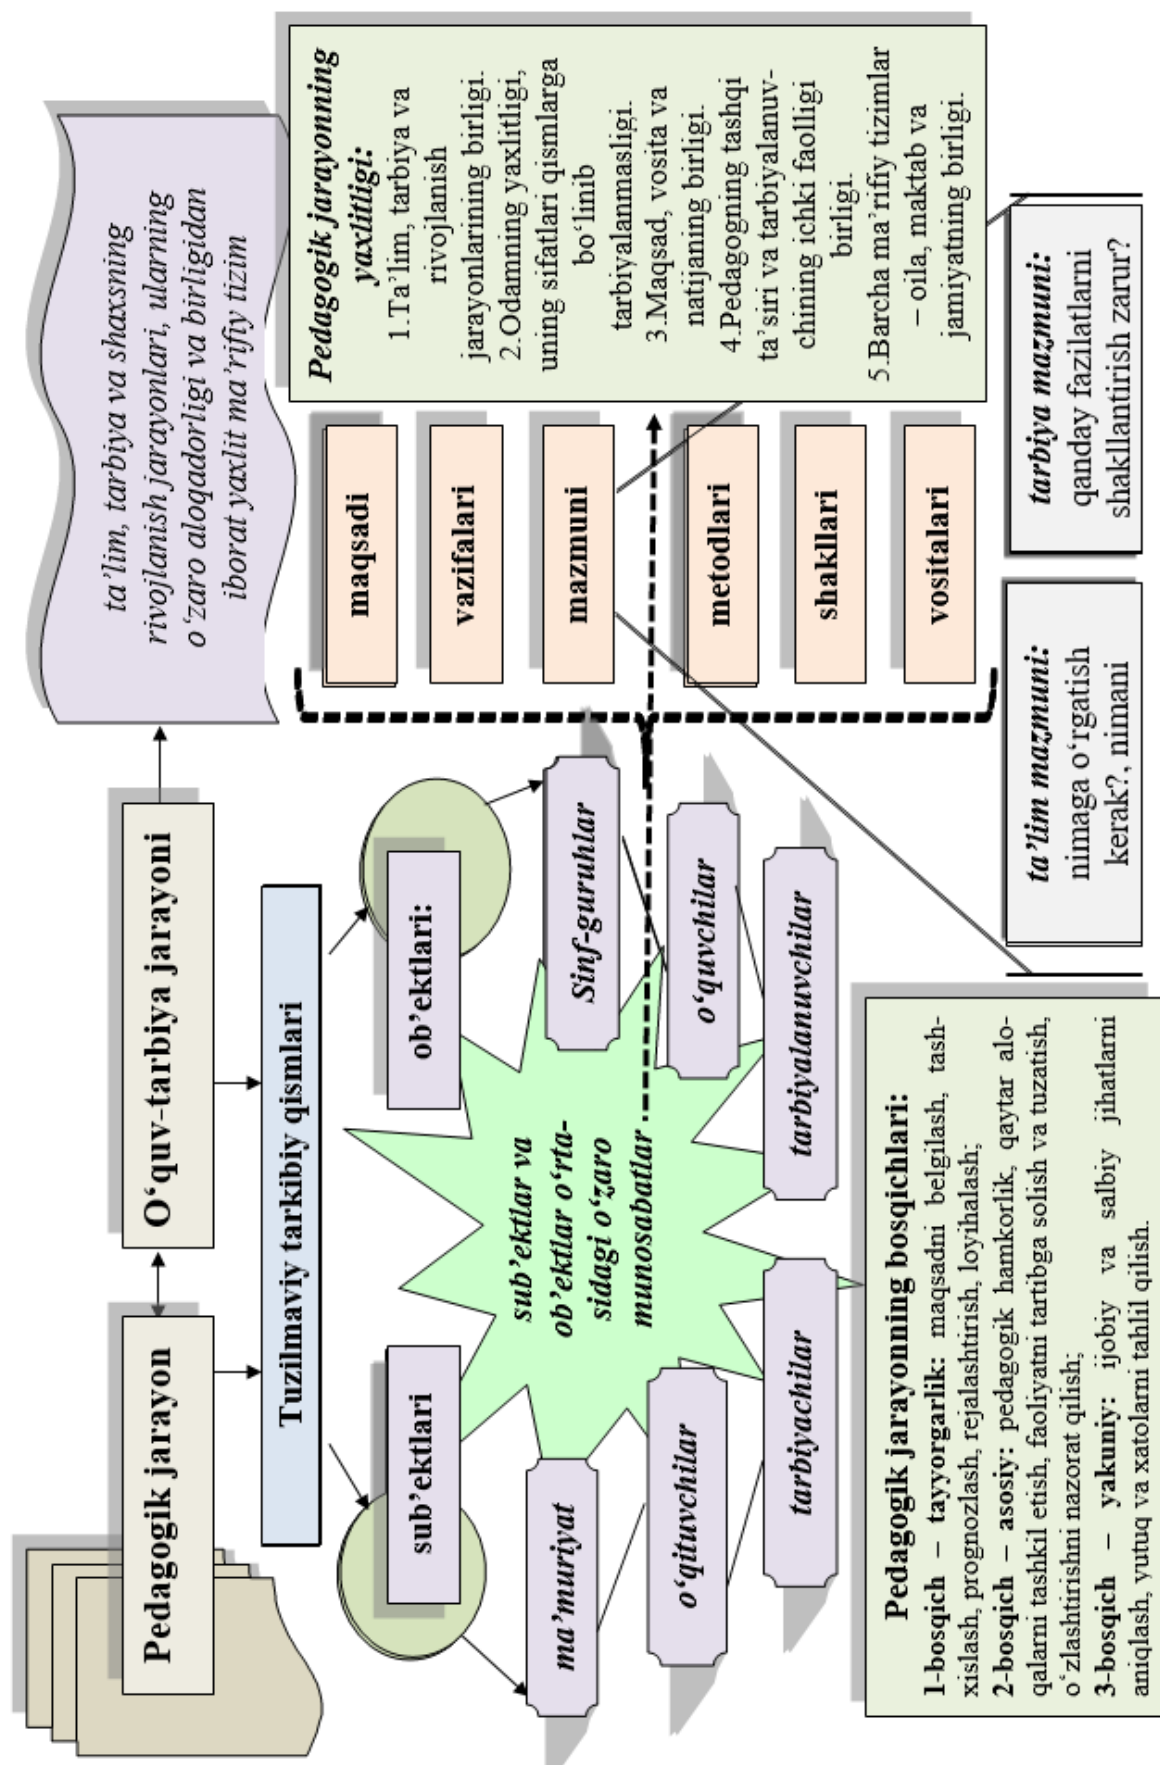 Pedagogik jarayon
O‘quv-tarbiya jarayoni
ta’lim, tarbiya va shaxsning
rivojlanish jarayonlari, ularning
o‘zaro aloqadorligi va birligidan
iborat yaxlit ma’rifiy tizim
Tuzilmaviy tarkibiy qismlari
sub’ektlari
ob’ektlari:
ma’muriyat
o‘qituvchilar
tarbiyachilar
sub’ektlar va
ob’ektlar o‘rta-
sidagi o‘zaro
munosabatlar
Sinf-guruhlar
o‘quvchilar
tarbiyalanuvchilar
maqsadi
vazifalari
mazmuni
metodlari
shakllari
vositalari
Pedagogik jarayonning
yaxlitligi:
1.Ta’lim, tarbiya va
rivojlanish
jarayonlarining birligi.
2.Odamning yaxlitligi,
uning sifatlari qismlarga
bo‘linib
tarbiyalanmasligi.
3.Maqsad, vosita va
natijaning birligi.
4.Pedagogning tashqi
ta’siri va tarbiyalanuv-
chining ichki faolligi
birligi.
5.Barcha ma’rifiy tizimlar
– oila, maktab va
jamiyatning birligi.
Pedagogik jarayonning bosqichlari:
1-bosqich – tayyorgarlik: maqsadni belgilash, tash-
xislash, prognozlash, rejalashtirish, loyihalash;
2-bosqich – asosiy: pedagogik hamkorlik, qaytar alo-
qalarni tashkil etish, faoliyatni tartibga solish va tuzatish,
o‘zlashtirishni nazorat qilish;
3-bosqich – yakuniy: ijobiy va salbiy jihatlarni
aniqlash, yutuq va xatolarni tahlil qilish.
ta’lim mazmuni:
nimaga o‘rgatish
kerak?, nimani
tarbiya mazmuni:
qanday fazilatlarni
shakllantirish zarur?